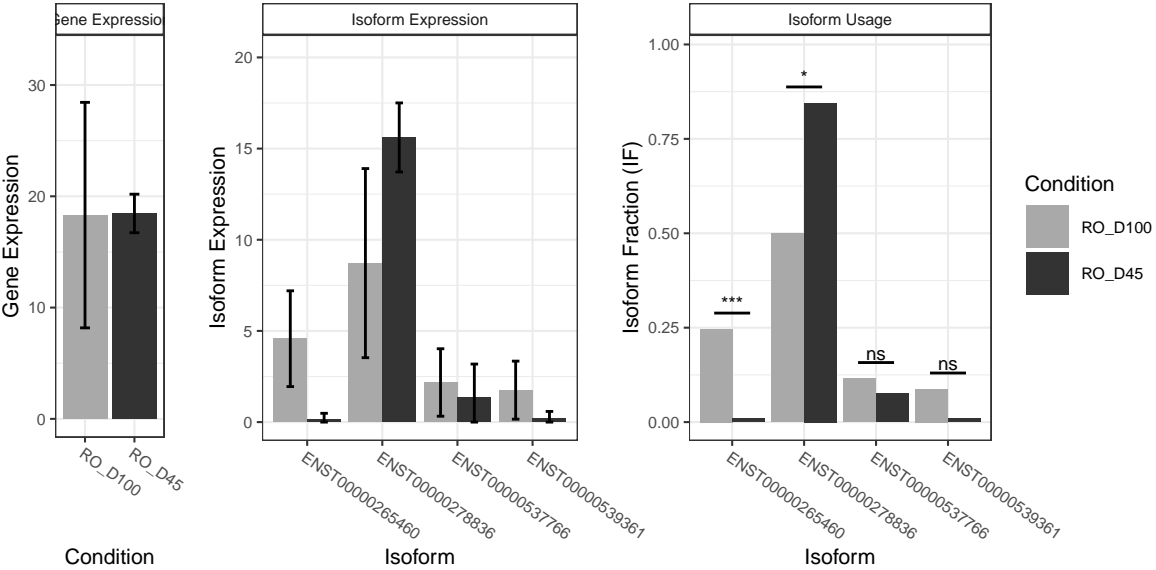 Gene Expression
Isoform Expression
Isoform Usage
Gene Expression
30
20
10
0
RO_D100
RO_D45
Condition
Isoform Expression
20
15
10
5
0
ENST00000265460
ENST00000278836
ENST00000537766
ENST00000539361
Isoform
Isoform Fraction (IF)
1.00
0.75
0.50
0.25
0.00
***
*
ns
ns
ENST00000265460
ENST00000278836
ENST00000537766
ENST00000539361
Isoform
Condition
RO_D100
RO_D45